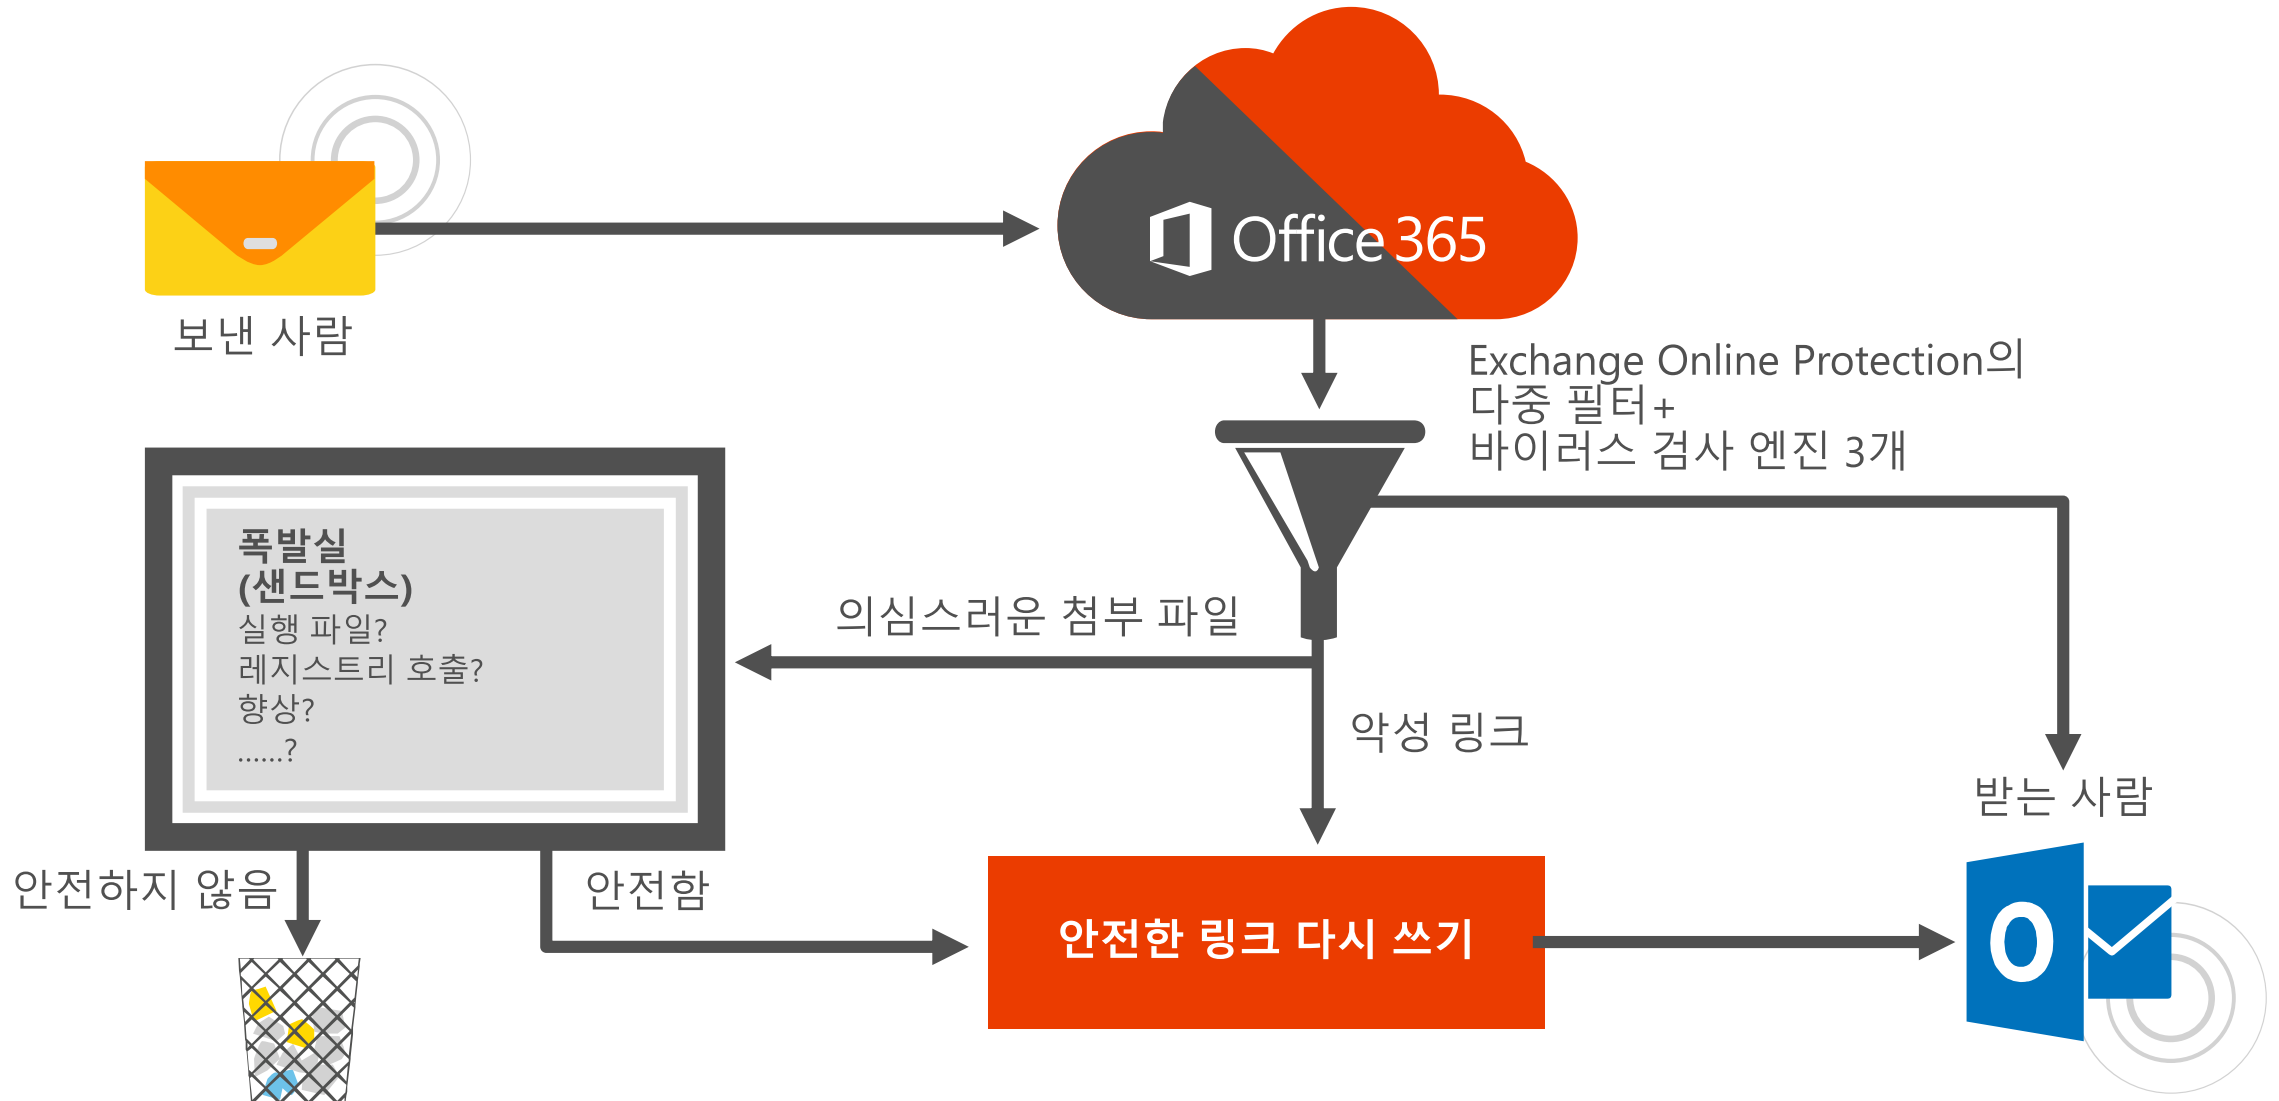 Office 365
보낸 사람
Exchange Online Protection의
다중 필터+
바이러스 검사 엔진 3개
폭발실
(샌드박스)
실행 파일?
레지스트리 호출?
향상?
......?
의심스러운 첨부 파일
악성 링크
받는 사람
안전하지 않음
안전함
안전한 링크 다시 쓰기
O